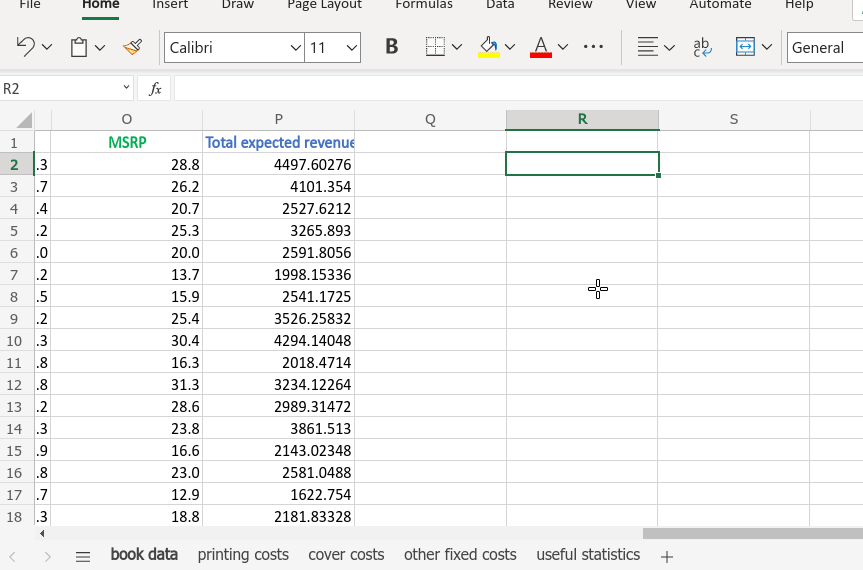 File Home Insert Draw Page Layout Formulas Data Review View Automate Help
Calibri 11 B A ab General
R2 fx
O P Q R S
1 MSRP Total expected revenue
2 .3 28.8 4497.60276
3 .7 26.2 4101.354
4 .4 20.7 2527.6212
5 .2 25.3 3265.893
6 .0 20.0 2591.8056
7 .2 13.7 1998.15336
8 .5 15.9 2541.1725
9 .2 25.4 3526.25832
10 .3 30.4 4294.14048
11 .8 16.3 2018.4714
12 .8 31.3 3234.12264
13 .2 28.6 2989.31472
14 .3 23.8 3861.513
15 .9 16.6 2143.02348
16 .8 23.0 2581.0488
17 .7 12.9 1622.754
18 .3 18.8 2181.83328
book data printing costs cover costs other fixed costs useful statistics